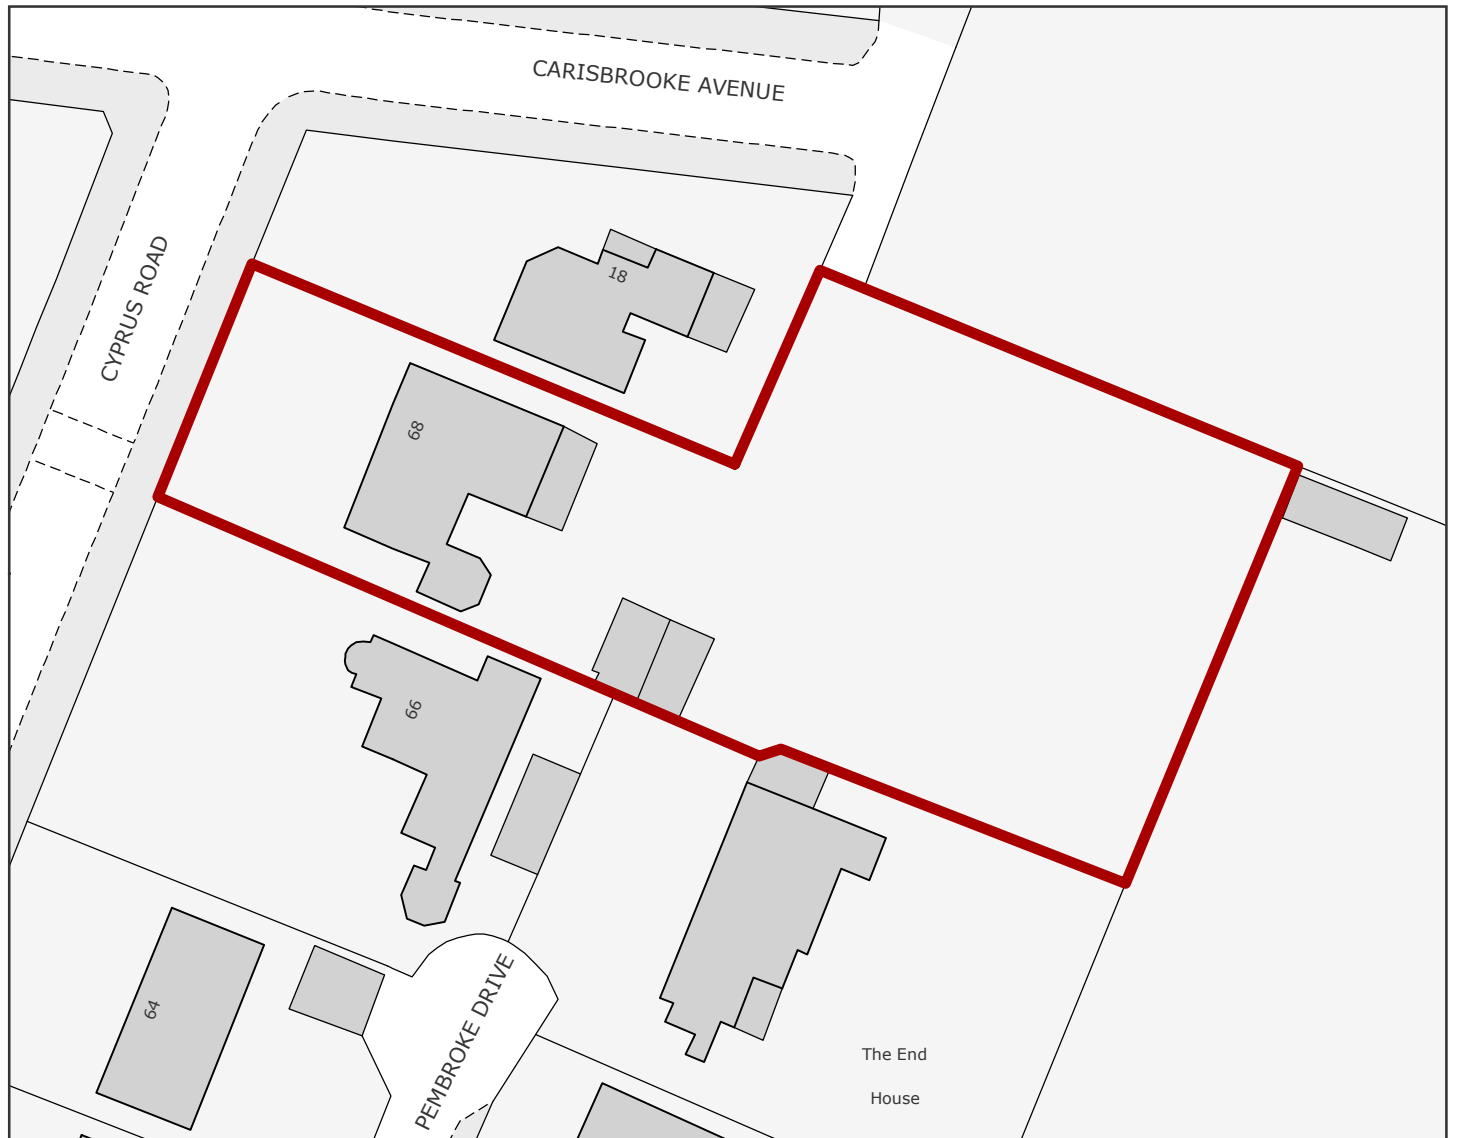 CARISBROOKE AVENUE
CYPRUS ROAD
18
68
66
64
PEMBROKE DRIVE
The End
House